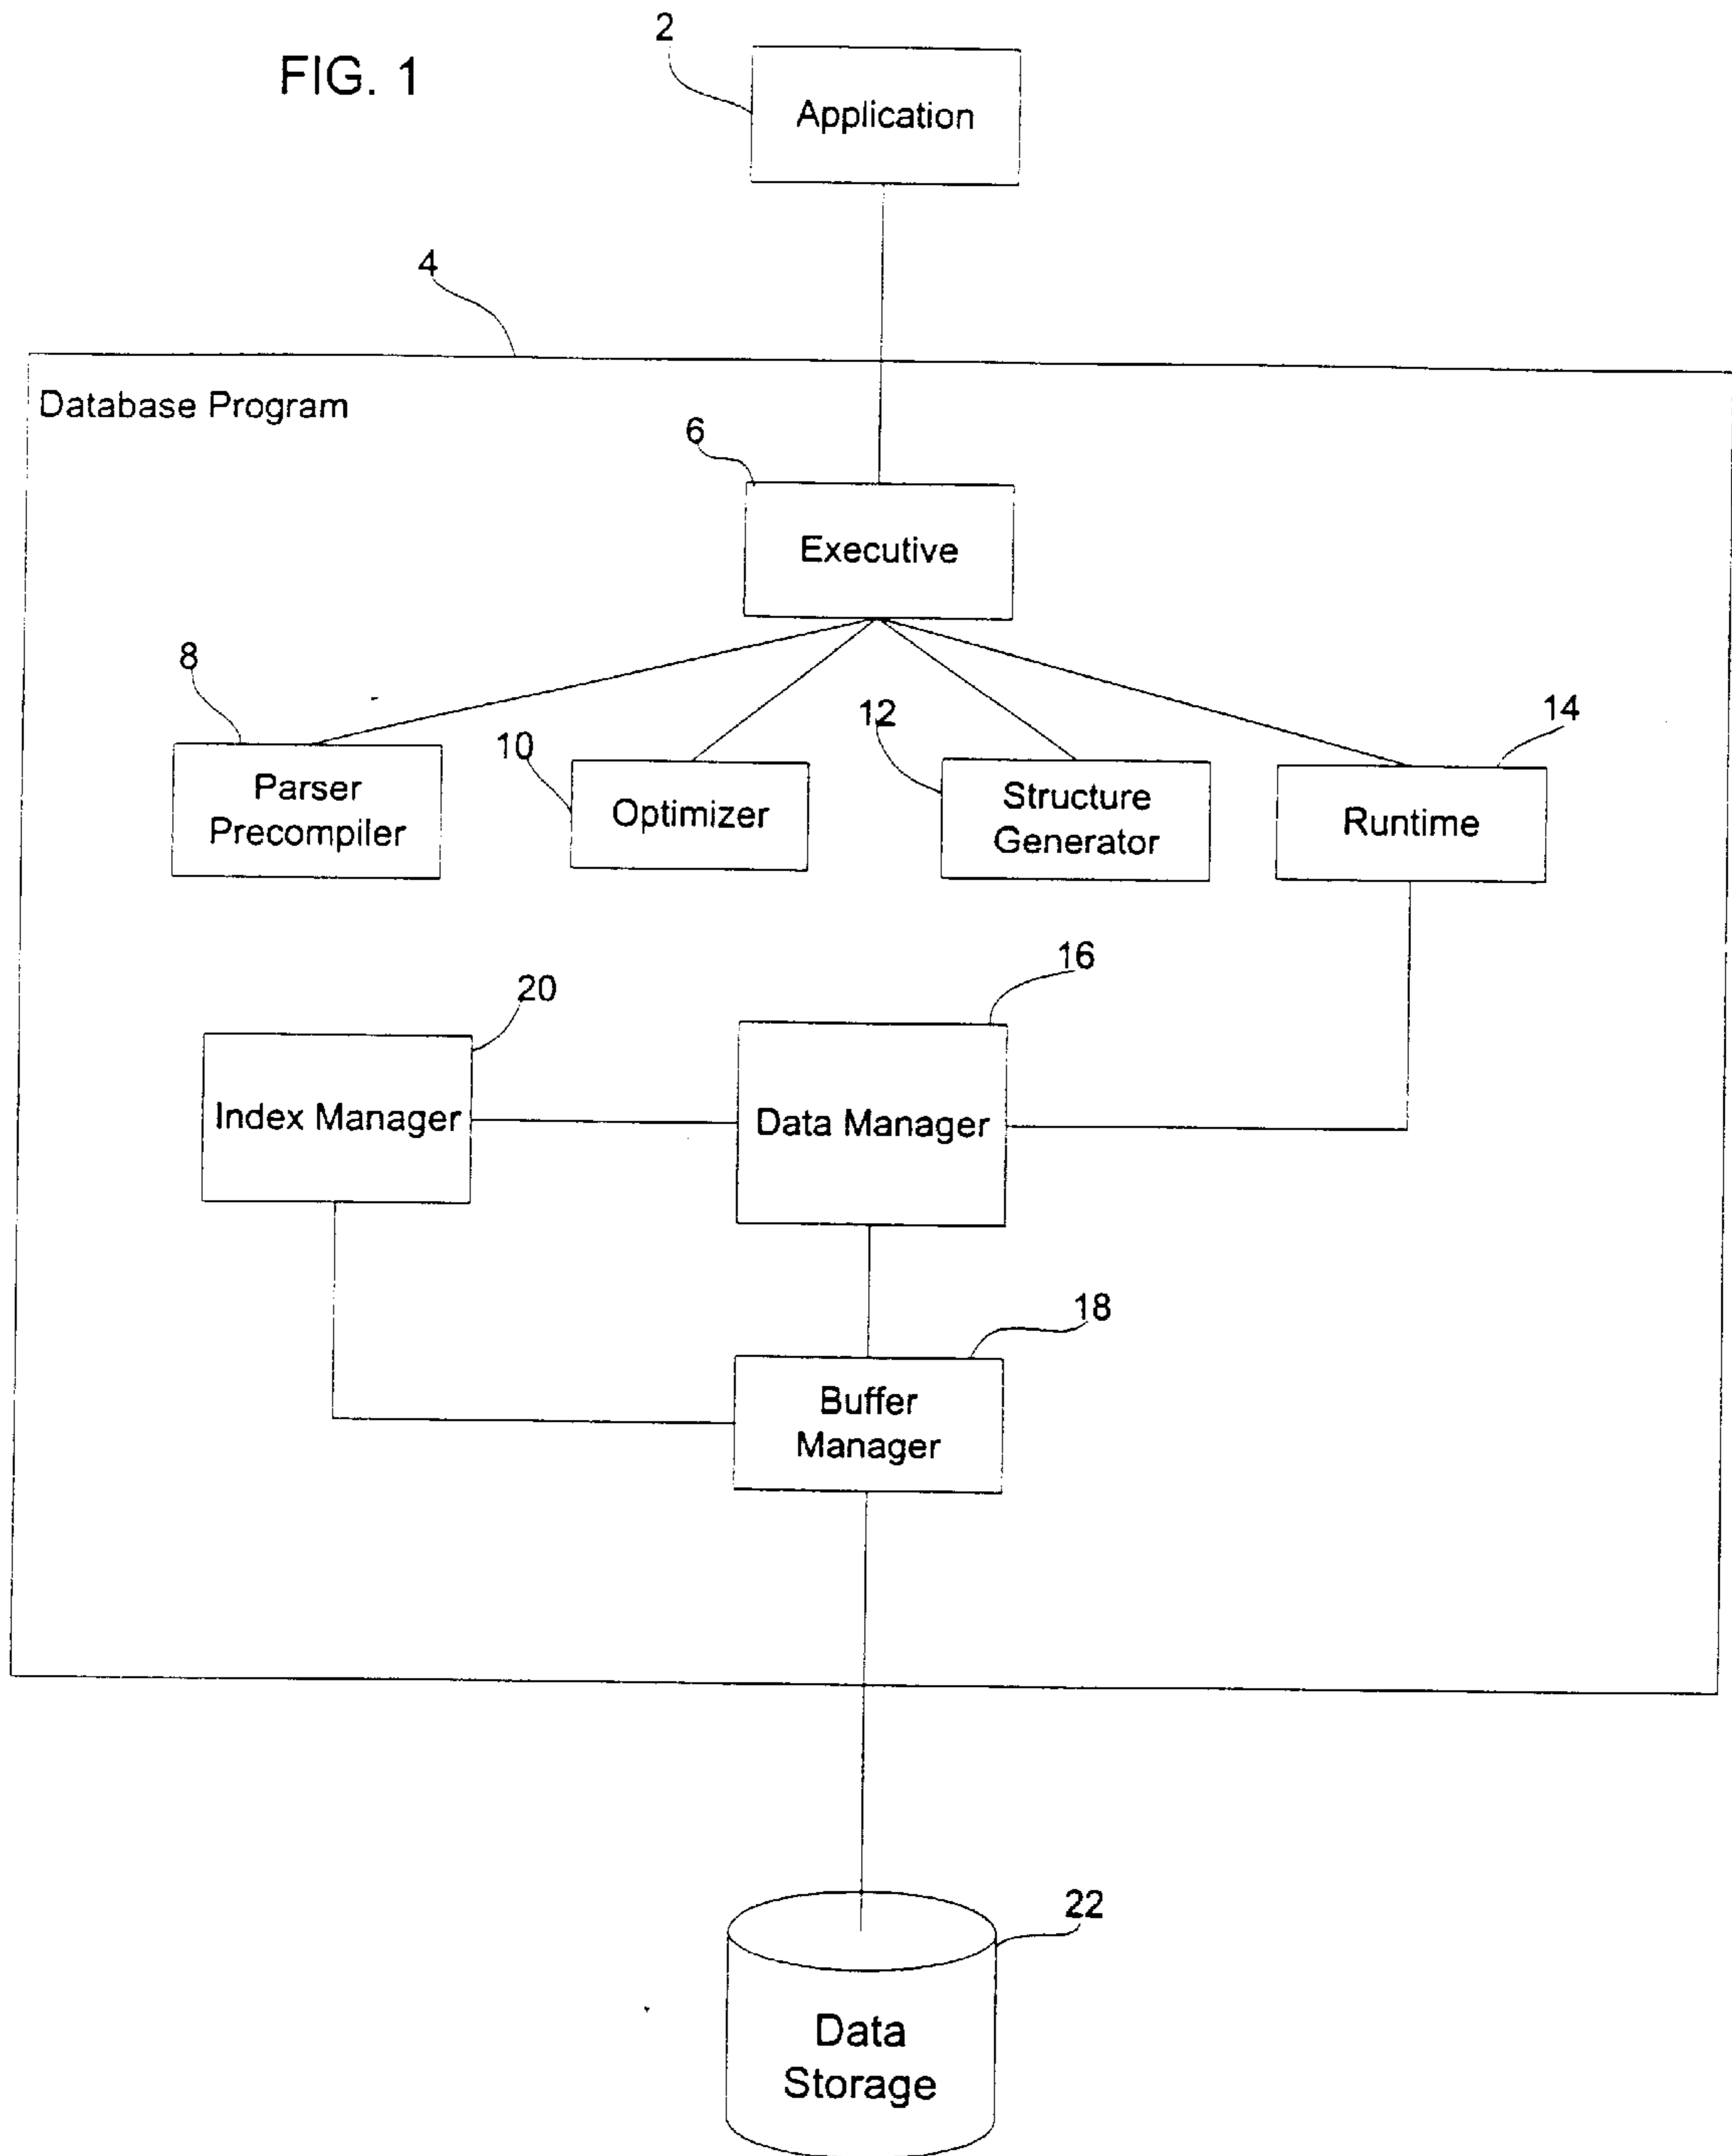 FIG. 1
2
Application
4
Database Program
6
Executive
8
Parser
Precompiler
10
Optimizer
12
Structure
Generator
14
Runtime
20
Index Manager
16
Data Manager
18
Buffer
Manager
22
Data
Storage